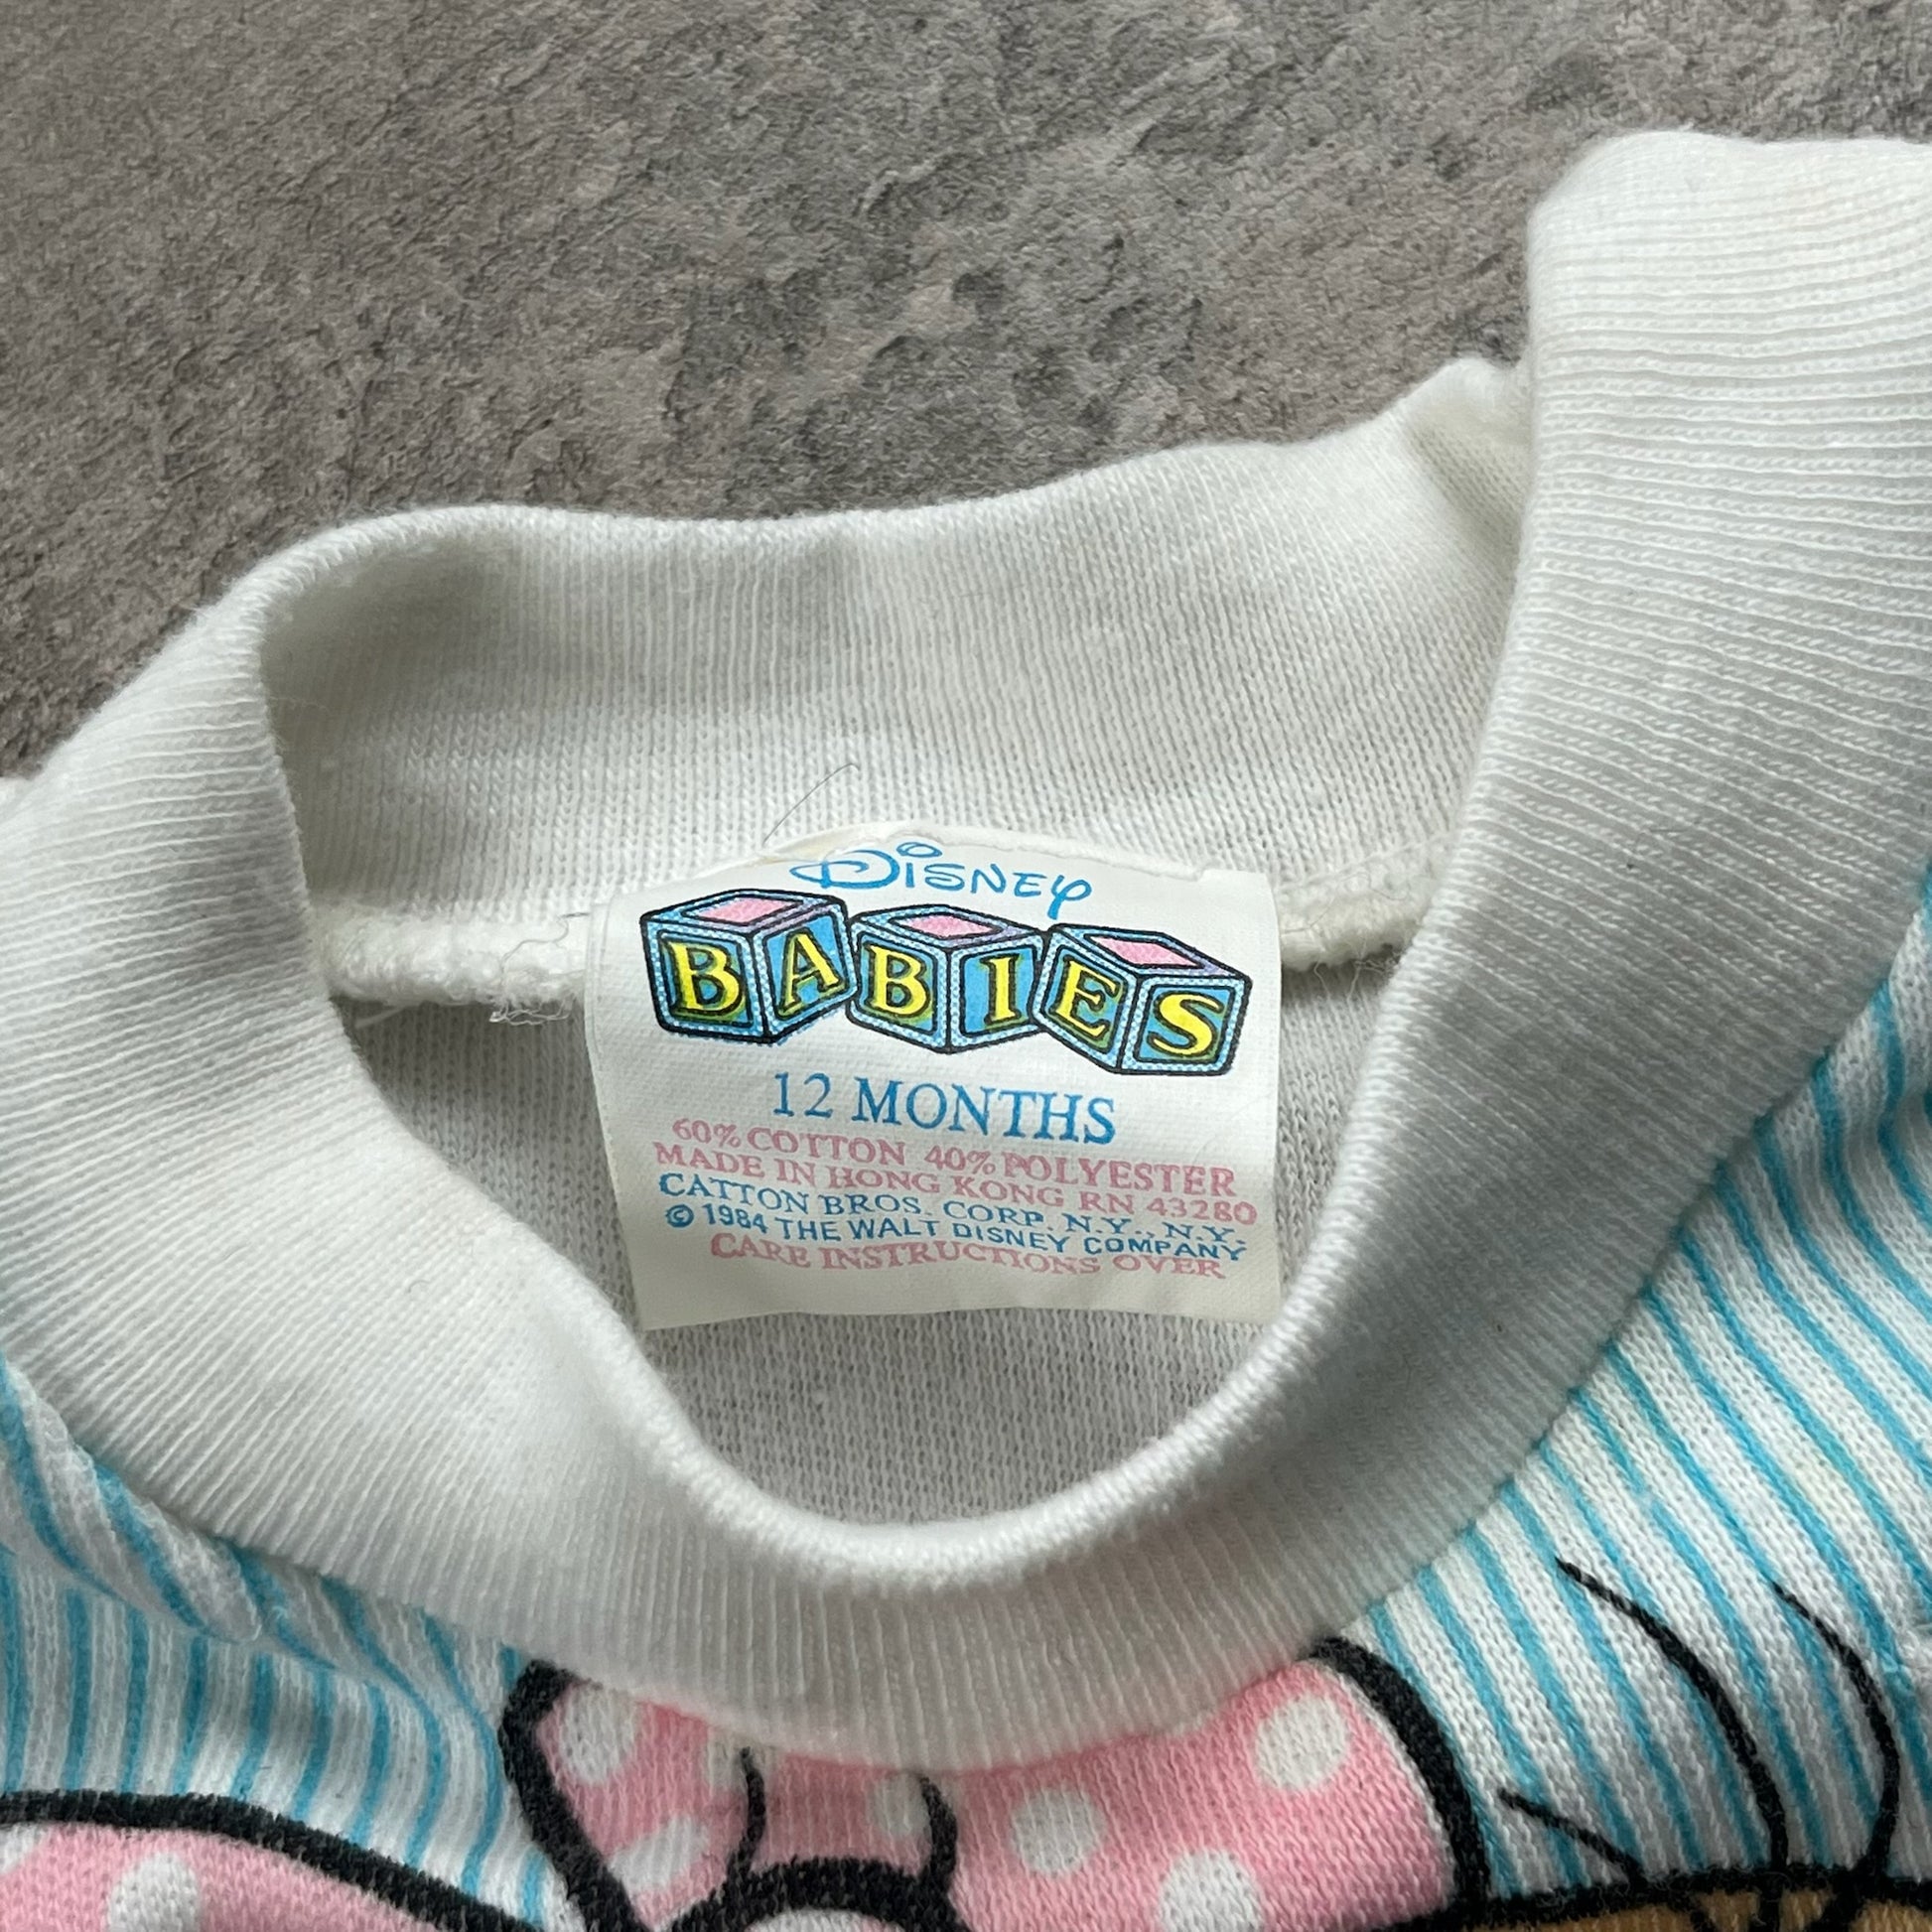 Disney
BABIES
12 MONTHS
60% COTTON 40% POLYESTER
MADE IN HONG KONG RN 43280
CATTON BROS. CORP. N.Y., N.Y.
© 1984 THE WALT DISNEY COMPANY
CARE INSTRUCTIONS OVER